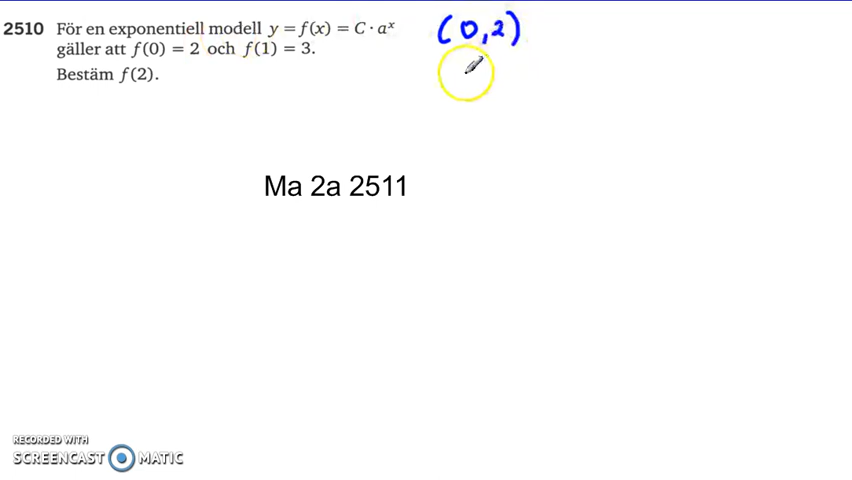 2510 För en exponentiell modell y = f(x) = C · aˣ
gäller att f(0) = 2 och f(1) = 3.
Bestäm f(2).
(0,2)
Ma 2a 2511
RECORDED WITH
SCREENCAST MATIC